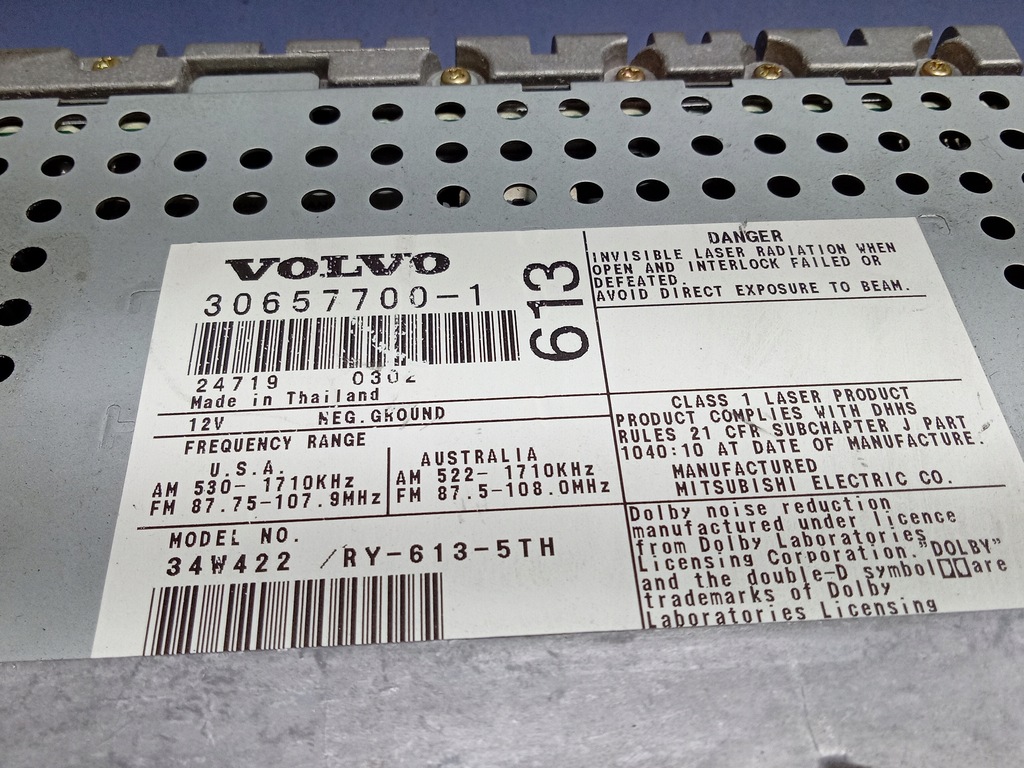 VOLVO
30657700-1
613
24719 0302
Made in Thailand
12V NEG.GROUND
FREQUENCY RANGE
U.S.A.
AM 530- 1710KHz
FM 87.75-107.9MHz
AUSTRALIA
AM 522- 1710KHz
FM 87.5-108.0MHz
MODEL NO.
34W422 /RY-613-5TH
DANGER
INVISIBLE LASER RADIATION WHEN
OPEN AND INTERLOCK FAILED OR
DEFEATED.
AVOID DIRECT EXPOSURE TO BEAM.
CLASS 1 LASER PRODUCT
PRODUCT COMPLIES WITH DHHS
RULES 21 CFR SUBCHAPTER J PART
1040:10 AT DATE OF MANUFACTURE.
MANUFACTURED
MITSUBISHI ELECTRIC CO.
Dolby noise reduction
manufactured under licence
from Dolby Laboratories
Licensing Corporation."DOLBY"
and the double-D symbol are
trademarks of Dolby
Laboratories Licensing